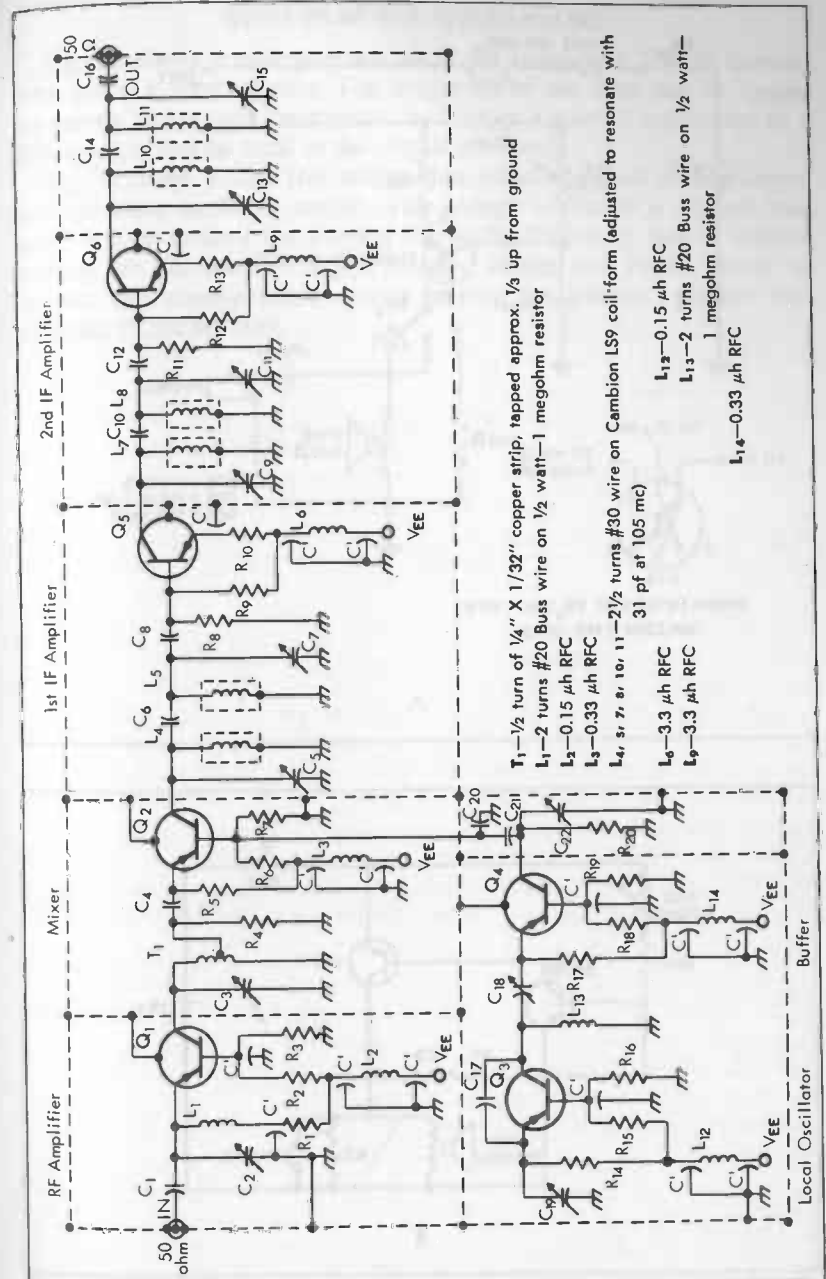 RF Amplifier
Mixer
1st IF Amplifier
2nd IF Amplifier
50 ohm
IN
C1
L1
C2
R1
C'
Q1
C'
R2
R3
C'
L2
C'
VEE
C3
T1
R4
C4
R5
Q2
R6
R7
C'
L3
C'
VEE
C5
L4
C6
L5
C7
C8
R8
R9
Q5
C'
R10
L6
C'
C'
VEE
C9
L7
C10
L8
C11
C12
R11
R12
Q6
C'
R13
L9
C'
C'
VEE
C13
L10
C14
L11
C15
C16
OUT
50 Ω
C19
R14
C17
Q3
C'
R15
R16
C'
L12
C'
VEE
L13
C18
R17
Q4
C'
R18
R19
C'
L14
C'
VEE
C20
C21
C22
R20
Local Oscillator
Buffer
T1—1/2 turn of 1/4" X 1/32" copper strip, tapped approx. 1/3 up from ground
L1—2 turns #20 Buss wire on 1/2 watt—1 megohm resistor
L2—0.15 μh RFC
L3—0.33 μh RFC
L4, 5, 7, 8, 10, 11—2 1/2 turns #30 wire on Cambion LS9 coil form (adjusted to resonate with
31 pf at 105 mc)
L6—3.3 μh RFC
L9—3.3 μh RFC
L12—0.15 μh RFC
L13—2 turns #20 Buss wire on 1/2 watt—
1 megohm resistor
L14—0.33 μh RFC